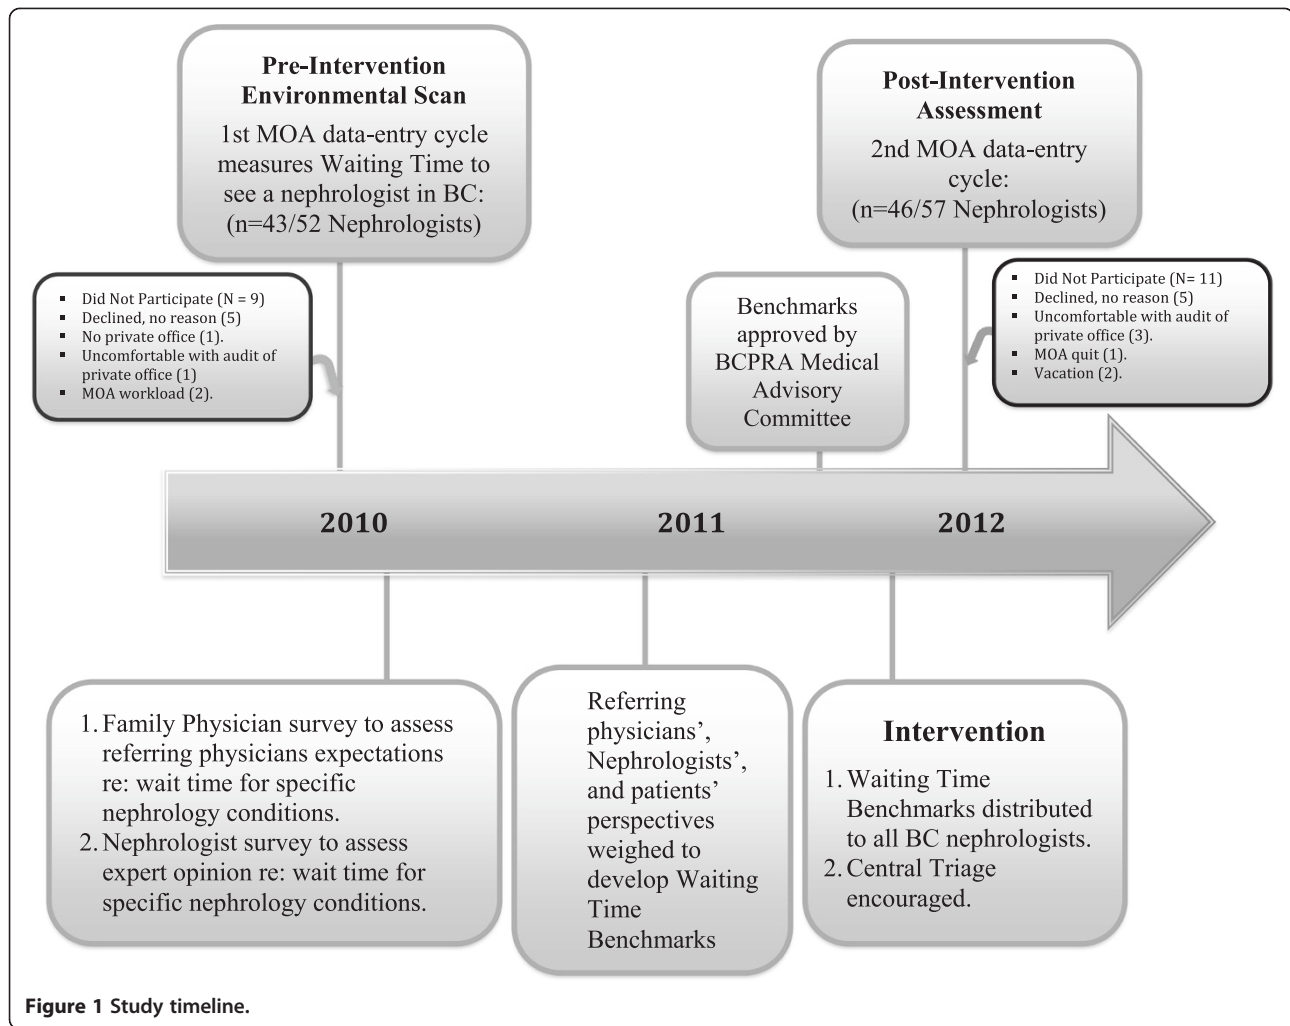 Pre-Intervention
Environmental Scan
1st MOA data-entry cycle
measures Waiting Time to
see a nephrologist in BC:
(n=43/52 Nephrologists)
Post-Intervention
Assessment
2nd MOA data-entry
cycle:
(n=46/57 Nephrologists)
▪ Did Not Participate (N = 9)
▪ Declined, no reason (5)
▪ No private office (1).
▪ Uncomfortable with audit of
private office (1)
▪ MOA workload (2).
Benchmarks
approved by
BCPRA Medical
Advisory
Committee
▪ Did Not Participate (N= 11)
▪ Declined, no reason (5)
▪ Uncomfortable with audit of
private office (3).
▪ MOA quit (1).
▪ Vacation (2).
2010
2011
2012
1. Family Physician survey to assess
referring physicians expectations
re: wait time for specific
nephrology conditions.
2. Nephrologist survey to assess
expert opinion re: wait time for
specific nephrology conditions.
Referring
physicians’,
Nephrologists’,
and patients’
perspectives
weighed to
develop Waiting
Time
Benchmarks
Intervention
1. Waiting Time
Benchmarks distributed
to all BC nephrologists.
2. Central Triage
encouraged.
Figure 1 Study timeline.